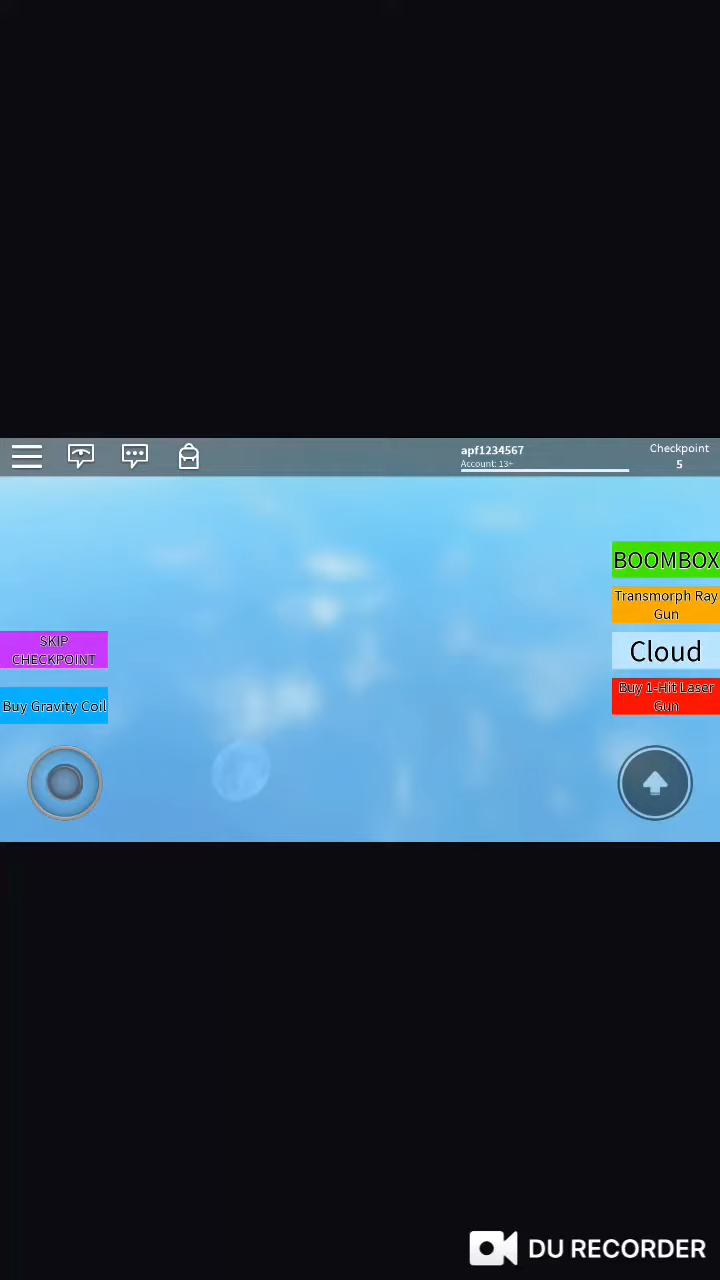 apf1234567
Account: 13+
Checkpoint
5
BOOMBOX
Transmorph Ray
Gun
SKIP
CHECKPOINT
Cloud
Buy 1-Hit Laser
Gun
Buy Gravity Coil
DU RECORDER